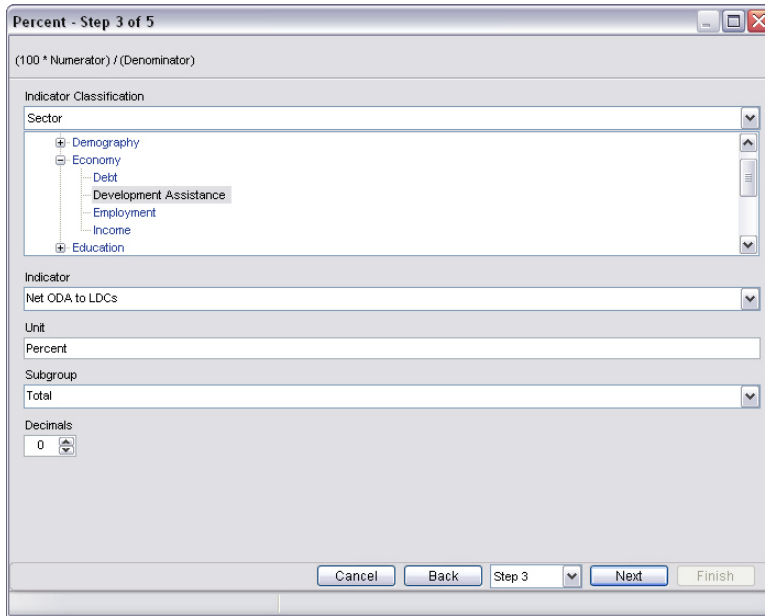 Percent - Step 3 of 5
(100 * Numerator) / (Denominator)
Indicator Classification
Sector
Demography
Economy
Debt
Development Assistance
Employment
Income
Education
Indicator
Net ODA to LDCs
Unit
Percent
Subgroup
Total
Decimals
0
Cancel Back Step 3 Next Finish